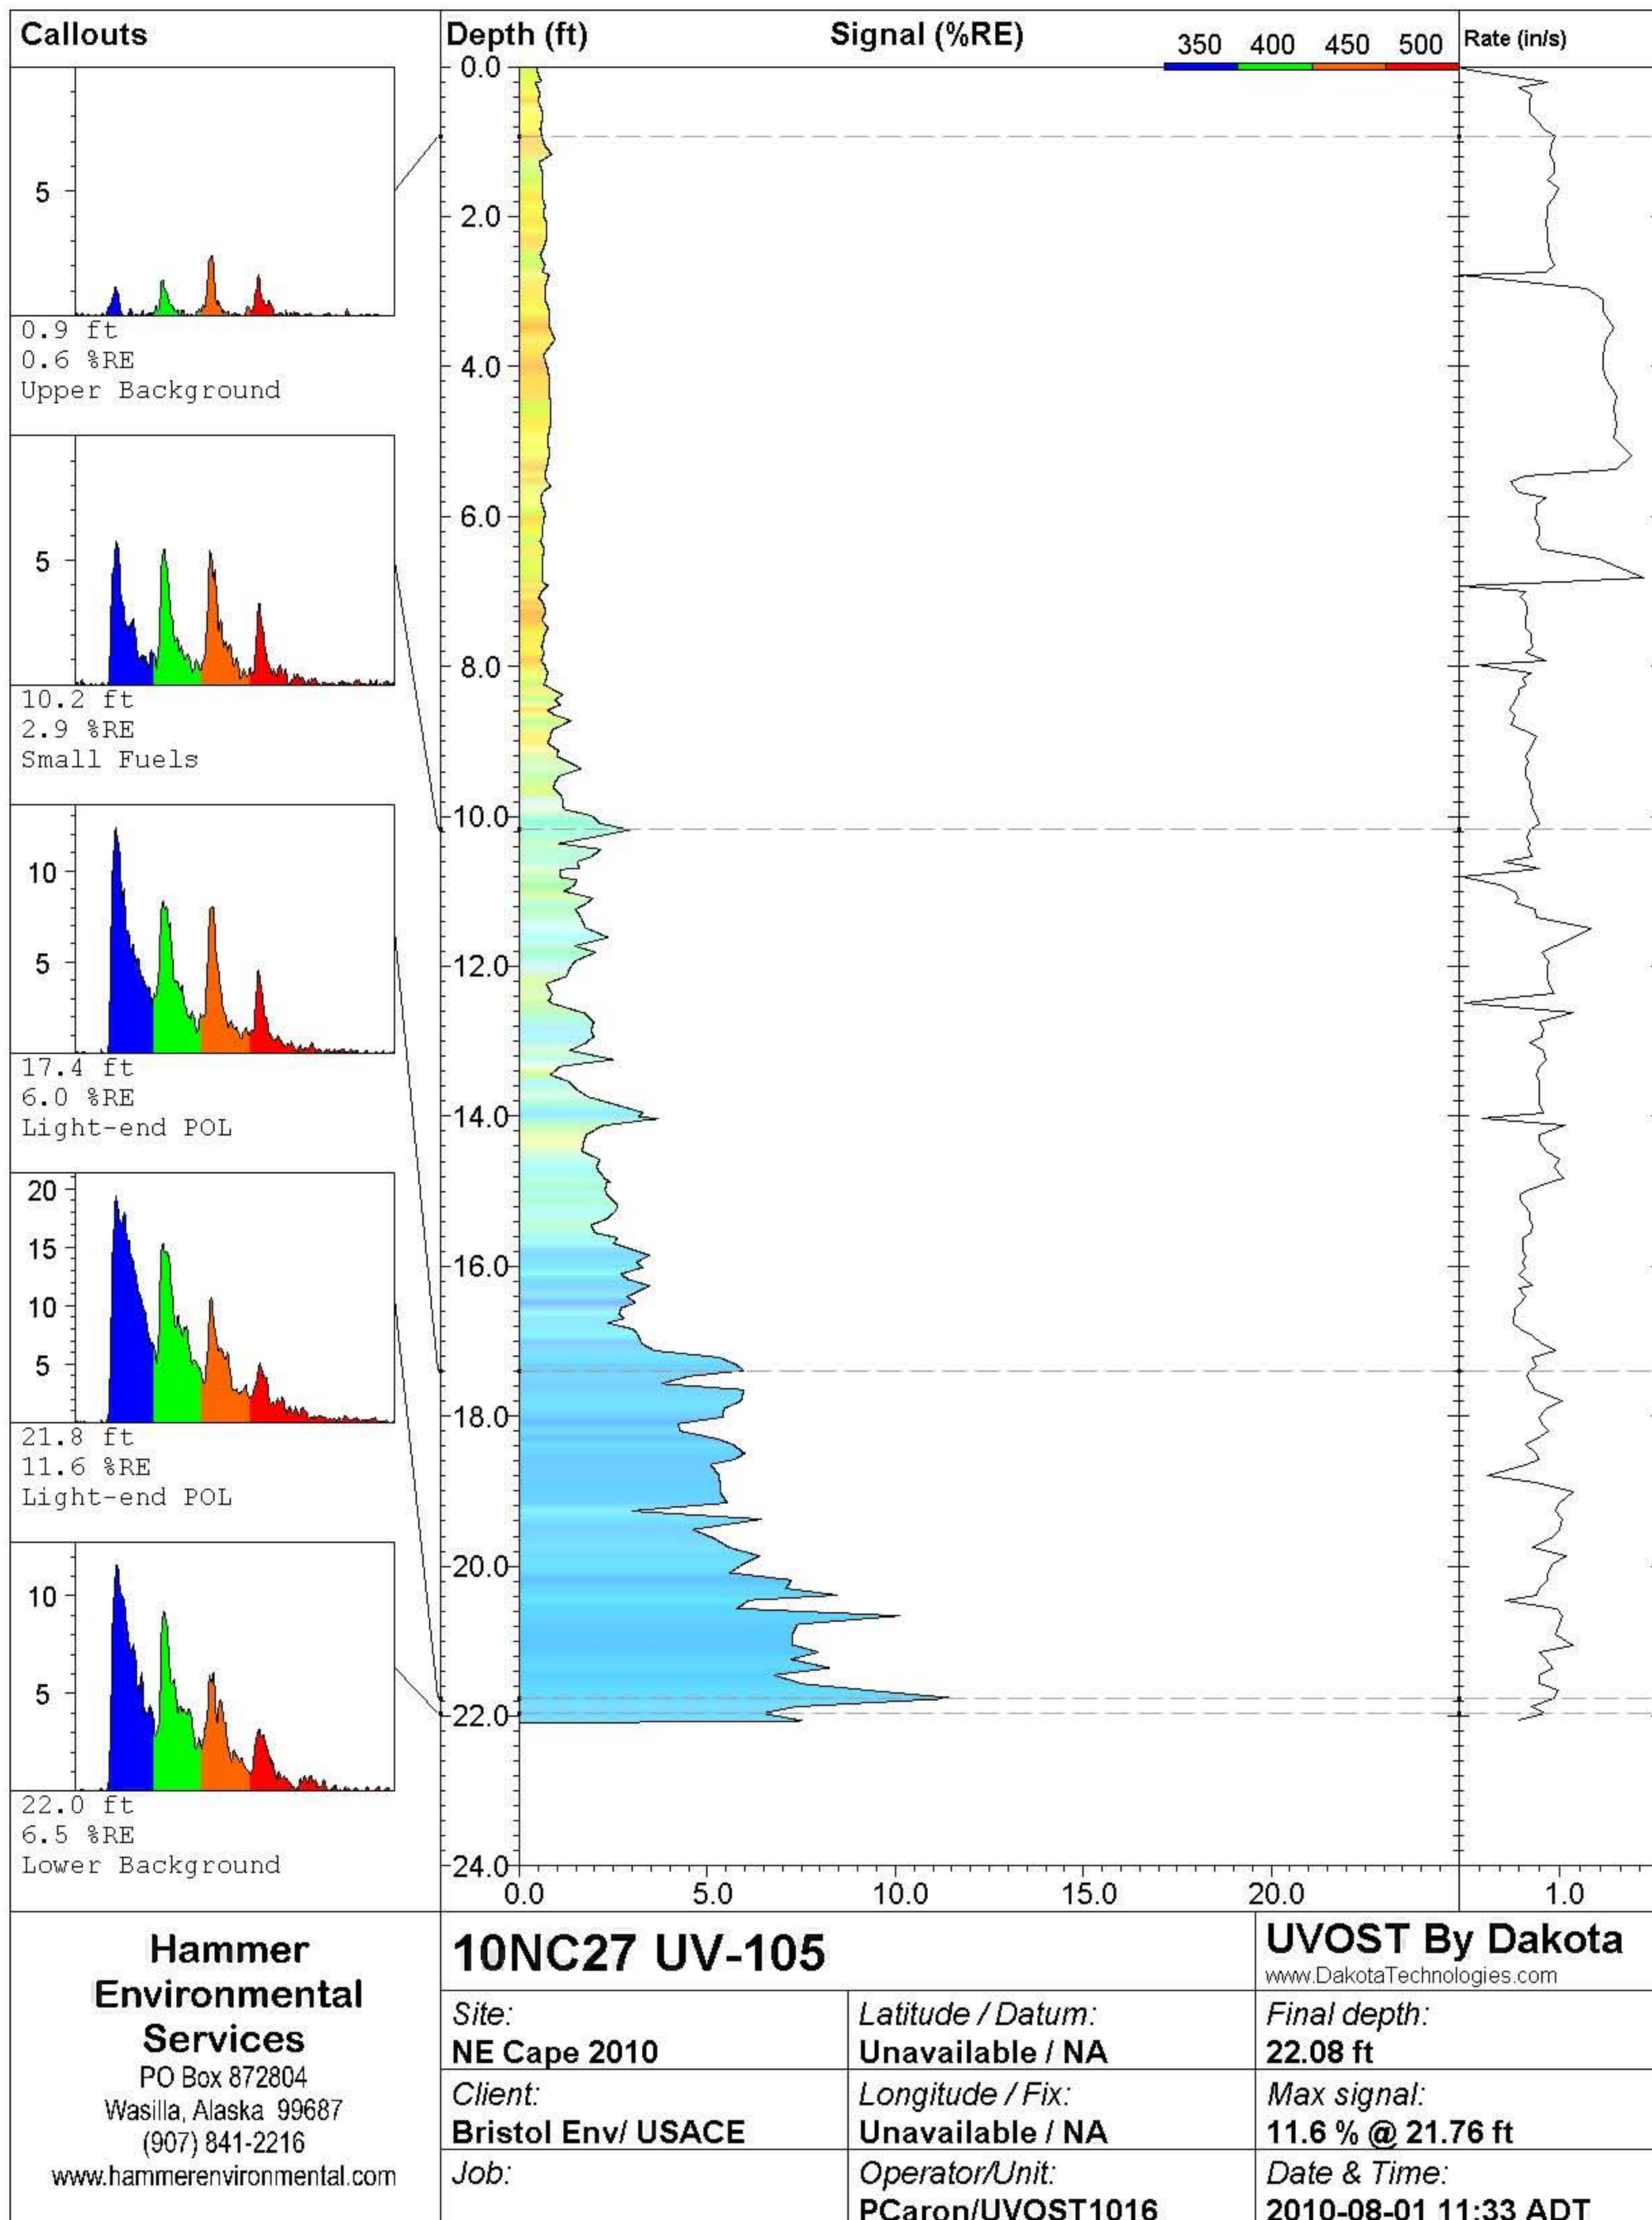 Callouts
Depth (ft)
Signal (%RE)
350 400 450 500
Rate (in/s)
5
0.9 ft
0.6 %RE
Upper Background
5
10.2 ft
2.9 %RE
Small Fuels
10
5
17.4 ft
6.0 %RE
Light-end POL
20
15
10
5
21.8 ft
11.6 %RE
Light-end POL
10
5
22.0 ft
6.5 %RE
Lower Background
0.0
2.0
4.0
6.0
8.0
10.0
12.0
14.0
16.0
18.0
20.0
22.0
24.0
0.0 5.0 10.0 15.0 20.0
1.0
Hammer
Environmental
Services
PO Box 872804
Wasilla, Alaska 99687
(907) 841-2216
www.hammerenvironmental.com
10NC27 UV-105
UVOST By Dakota
www.DakotaTechnologies.com
Site:
NE Cape 2010
Latitude / Datum:
Unavailable / NA
Final depth:
22.08 ft
Client:
Bristol Env/ USACE
Longitude / Fix:
Unavailable / NA
Max signal:
11.6 % @ 21.76 ft
Job:
Operator/Unit:
PCaron/UVOST1016
Date & Time:
2010-08-01 11:33 ADT